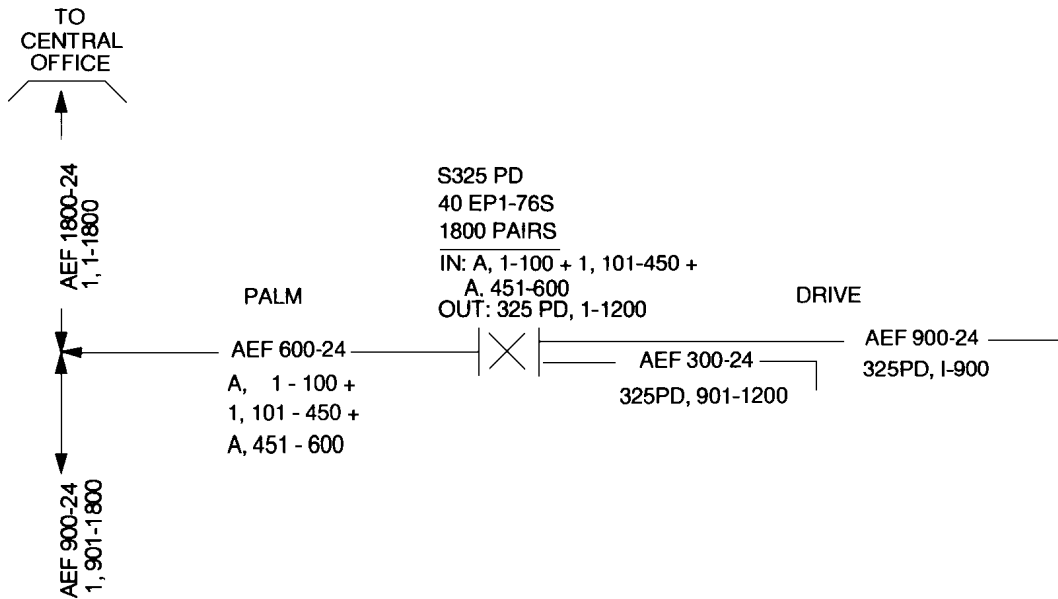 TO
CENTRAL
OFFICE
AEF 1800-24
1, 1-1800
S325 PD
40 EP1-76S
1800 PAIRS
IN: A, 1-100 + 1, 101-450 +
A. 451-600
OUT: 325 PD, 1-1200
PALM
DRIVE
AEF 600-24
A, 1 - 100 +
1, 101 - 450 +
A, 451 - 600
AEF 900-24
325PD, I-900
AEF 300-24
325PD, 901-1200
AEF 900-24
1, 901-1800